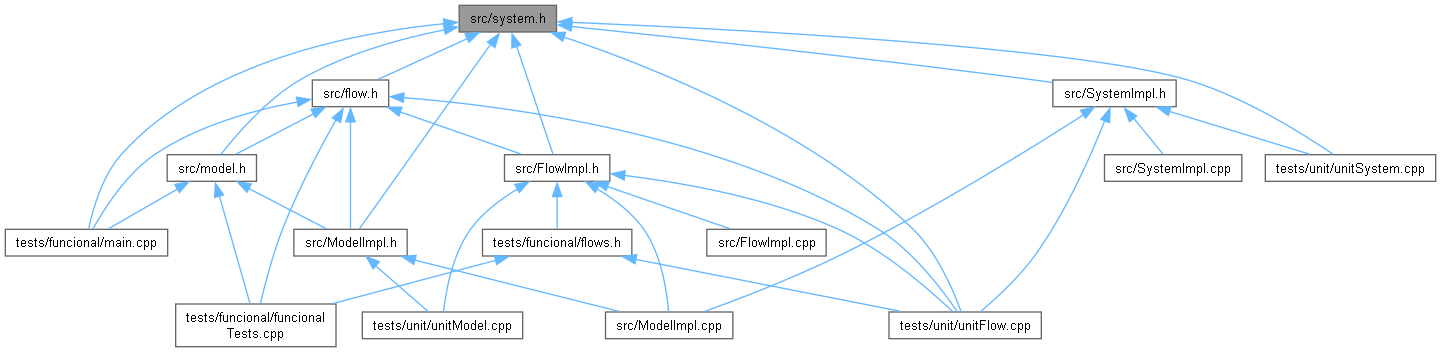 src/system.h
src/flow.h
src/SystemImpl.h
src/model.h
src/FlowImpl.h
src/SystemImpl.cpp
tests/unit/unitSystem.cpp
tests/funcional/main.cpp
src/ModelImpl.h
tests/funcional/flows.h
src/FlowImpl.cpp
tests/funcional/funcional
Tests.cpp
tests/unit/unitModel.cpp
src/ModelImpl.cpp
tests/unit/unitFlow.cpp